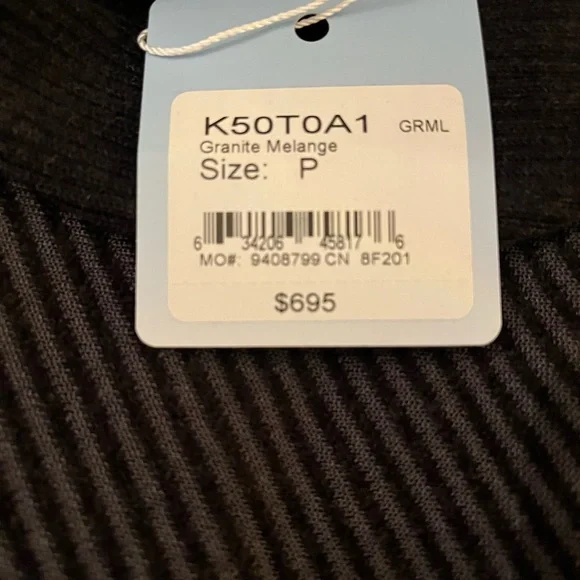 K50T0A1 GRML
Granite Melange
Size: P
6 34206 45817 6
MO#: 9408799 CN 8F201
$695